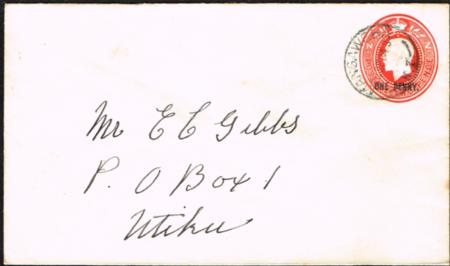 Mr E C Gibbs
P. O Box 1
Utiku
ONE PENNY.